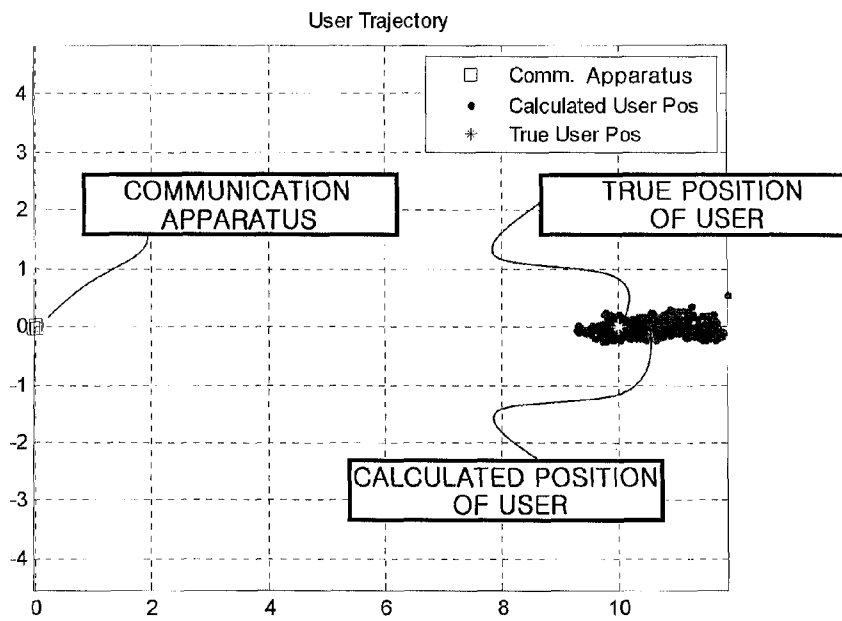 User Trajectory
Comm. Apparatus
Calculated User Pos
True User Pos
4
3
2
1
0
-1
-2
-3
-4
COMMUNICATION
APPARATUS
TRUE POSITION
OF USER
CALCULATED POSITION
OF USER
0
2
4
6
8
10